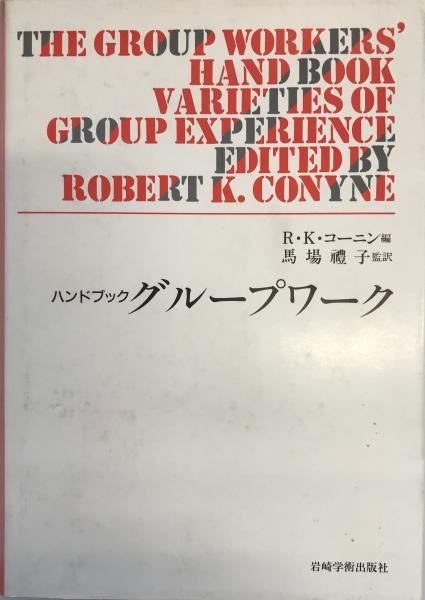 THE GROUP WORKERS'
HAND BOOK
VARIETIES OF
GROUP EXPERIENCE
EDITED BY
ROBERT K. CONYNE
R・K・コーニン編
馬場禮子監訳
ハンドブック グループワーク
岩崎学術出版社